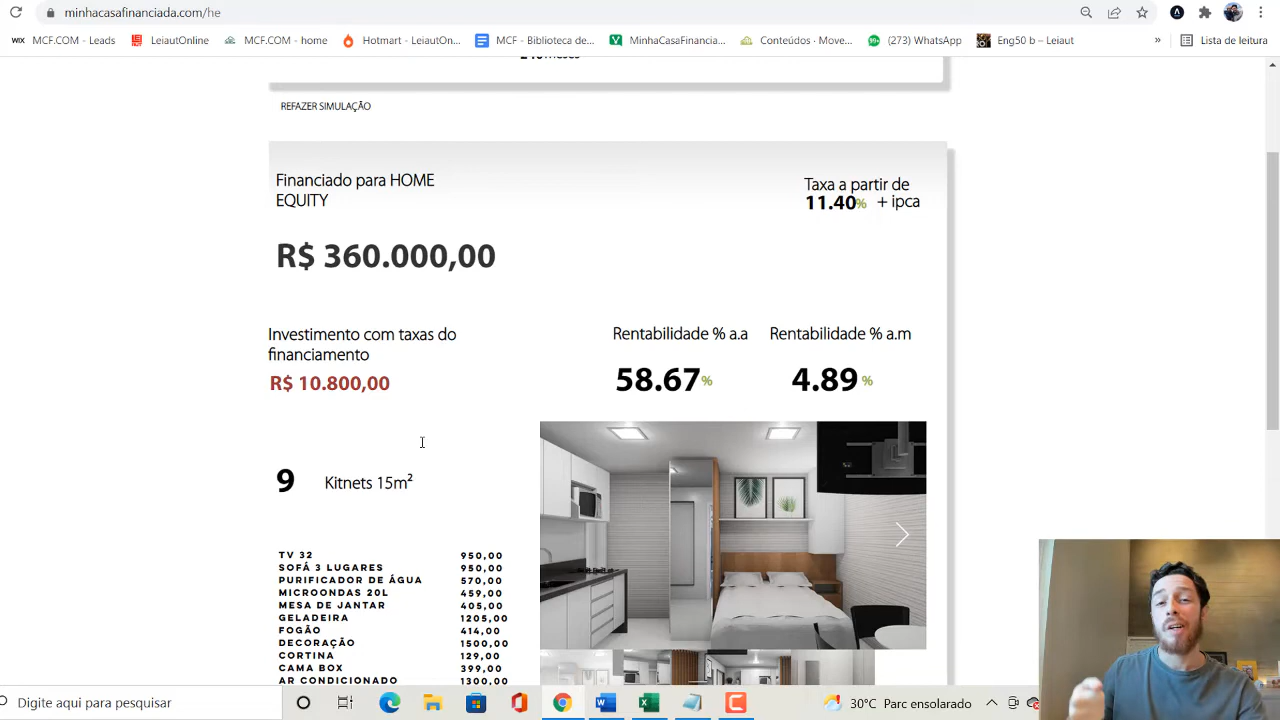 minhacasafinanciada.com/he
WIX MCF.COM - Leads LeiautOnline MCF.COM - home Hotmart - LeiautOn... MCF - Biblioteca de... MinhaCasaFinancia... Conteúdos · Move... 99+ (273) WhatsApp Eng50 b – Leiaut » Lista de leitura
REFAZER SIMULAÇÃO
Financiado para HOME
EQUITY
Taxa a partir de
11.40% + ipca
R$ 360.000,00
Investimento com taxas do
financiamento
R$ 10.800,00
Rentabilidade % a.a
58.67%
Rentabilidade % a.m
4.89%
9 Kitnets 15m²
TV 32 950,00
SOFÁ 3 LUGARES 950,00
PURIFICADOR DE ÁGUA 570,00
MICROONDAS 20L 459,00
MESA DE JANTAR 405,00
GELADEIRA 1205,00
FOGÃO 414,00
DECORAÇÃO 1500,00
CORTINA 129,00
CAMA BOX 399,00
AR CONDICIONADO 1300,00
Digite aqui para pesquisar 30°C Parc ensolarado